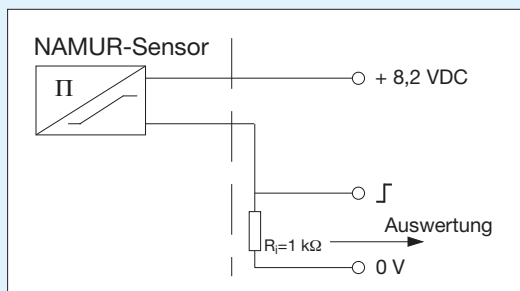 NAMUR-Sensor
Π
+ 8,2 VDC
Auswertung
Ri=1 kΩ
0 V